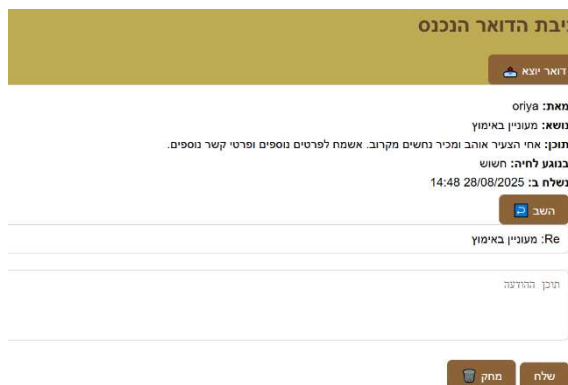 יבת הדואר הנכנס
דואר יוצא
מאת: oriya
נושא: מעוניין באימוץ
תוכן: אחי הצעיר אוהב ומכיר נחשים מקרוב. אשמח לפרטים נוספים ופרטי קשר נוספים.
בנוגע לחיה: חשוש
נשלח ב: 28/08/2025 14:48
השב
Re: מעוניין באימוץ
תוכן ההודעה
שלח מחק